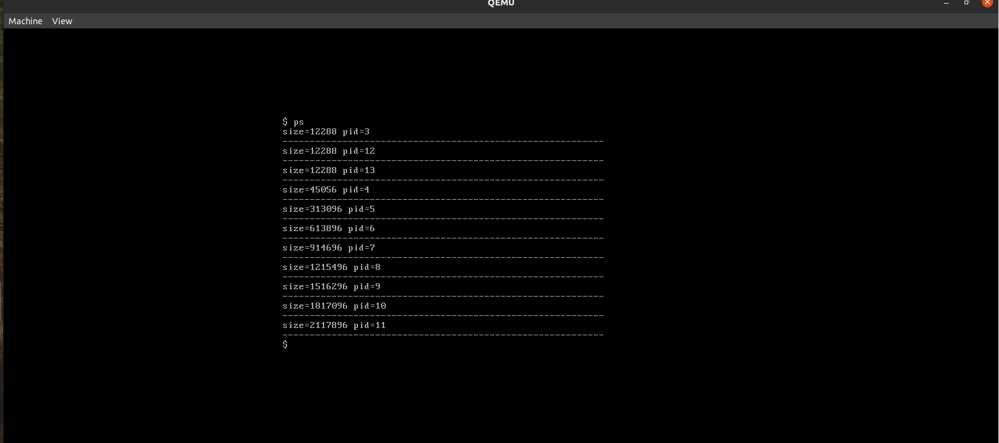 QEMU
Machine View
$ ps
size=12288 pid=3
-----------------------------------------------------------
size=12288 pid=12
-----------------------------------------------------------
size=12288 pid=13
-----------------------------------------------------------
size=45056 pid=4
-----------------------------------------------------------
size=313096 pid=5
-----------------------------------------------------------
size=613896 pid=6
-----------------------------------------------------------
size=914696 pid=7
-----------------------------------------------------------
size=1215496 pid=8
-----------------------------------------------------------
size=1516296 pid=9
-----------------------------------------------------------
size=1817096 pid=10
-----------------------------------------------------------
size=2117896 pid=11
-----------------------------------------------------------
$